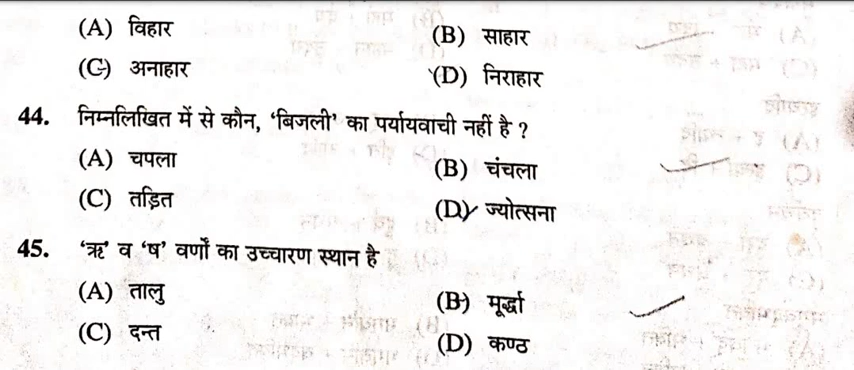 (A) विहार (B) साहार
(C) अनाहार (D) निराहार
44. निम्नलिखित में से कौन, ‘बिजली’ का पर्यायवाची नहीं है ?
(A) चपला (B) चंचला
(C) तड़ित (D) ज्योत्सना
45. ‘ऋ’ व ‘ष’ वर्णों का उच्चारण स्थान है
(A) तालु (B) मूर्द्धा
(C) दन्त (D) कण्ठ